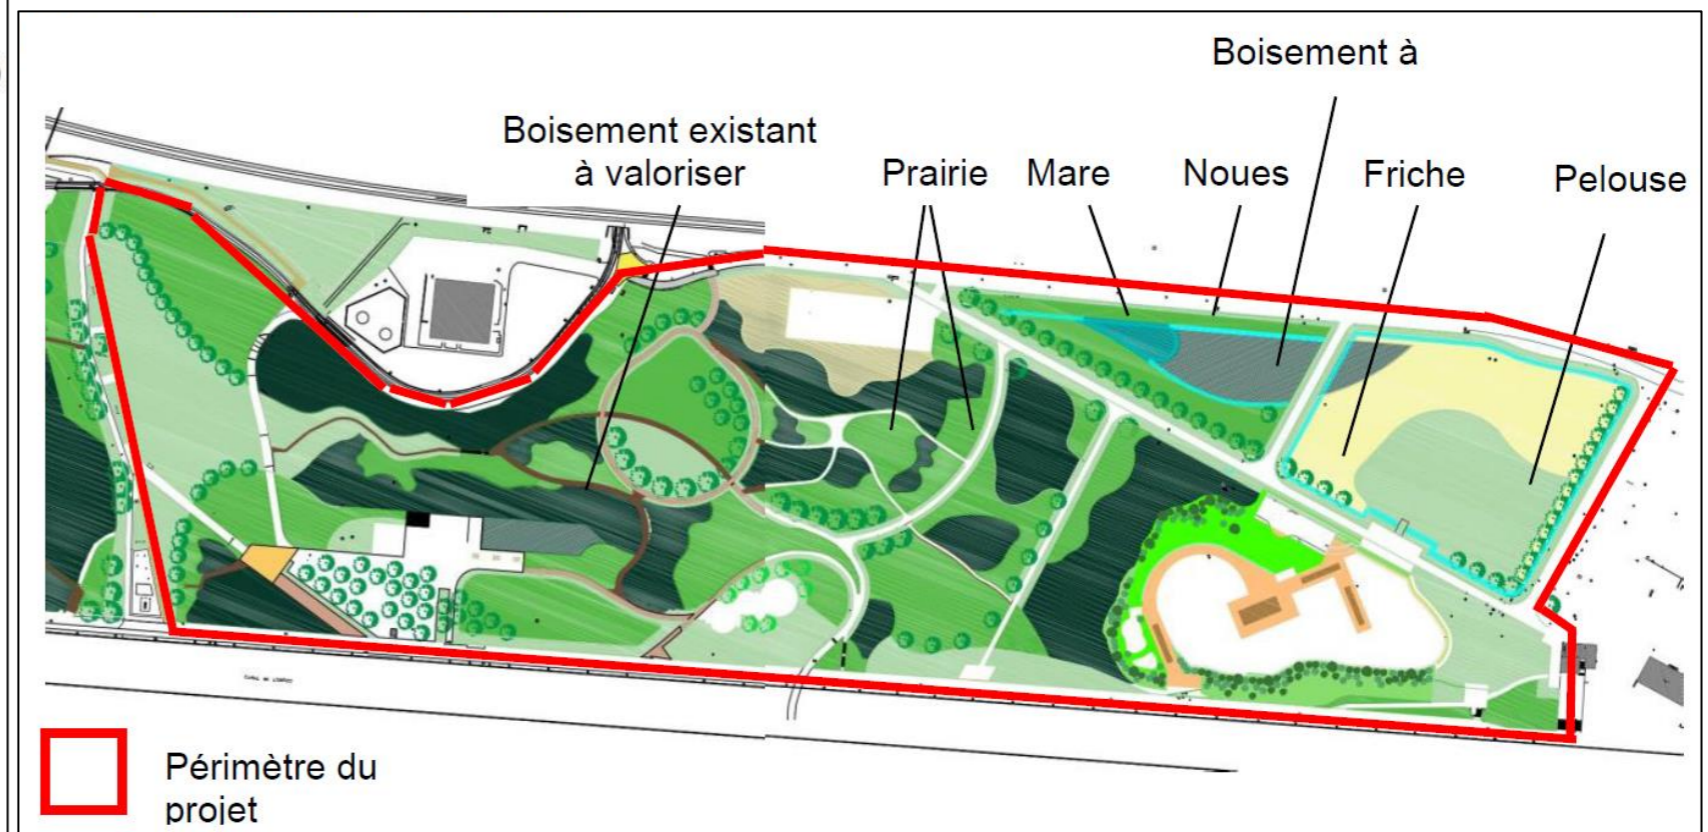 Boisement à
Boisement existant
à valoriser
Prairie
Mare
Noues
Friche
Pelouse
Périmètre du
projet